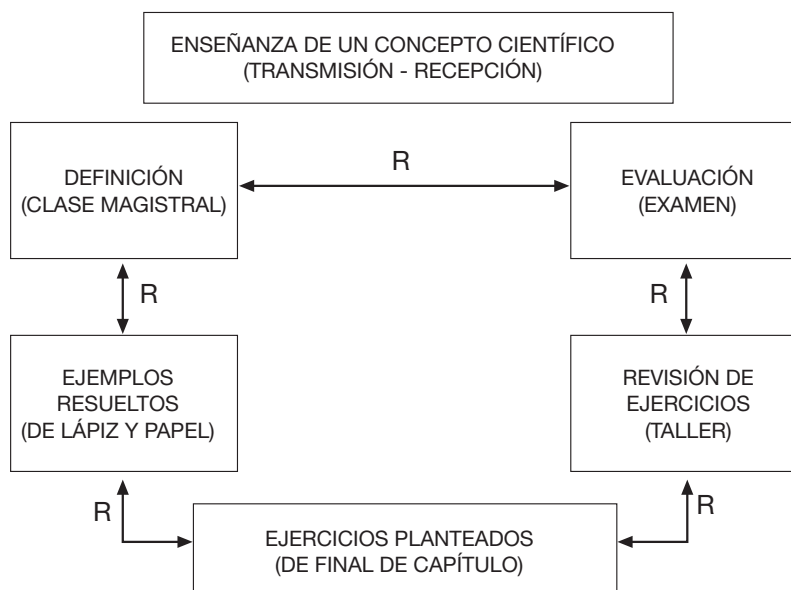 ENSEÑANZA DE UN CONCEPTO CIENTÍFICO
(TRANSMISIÓN - RECEPCIÓN)
DEFINICIÓN
(CLASE MAGISTRAL)
R
EVALUACIÓN
(EXAMEN)
R
R
EJEMPLOS
RESUELTOS
(DE LÁPIZ Y PAPEL)
REVISIÓN DE
EJERCICIOS
(TALLER)
R
R
EJERCICIOS PLANTEADOS
(DE FINAL DE CAPÍTULO)